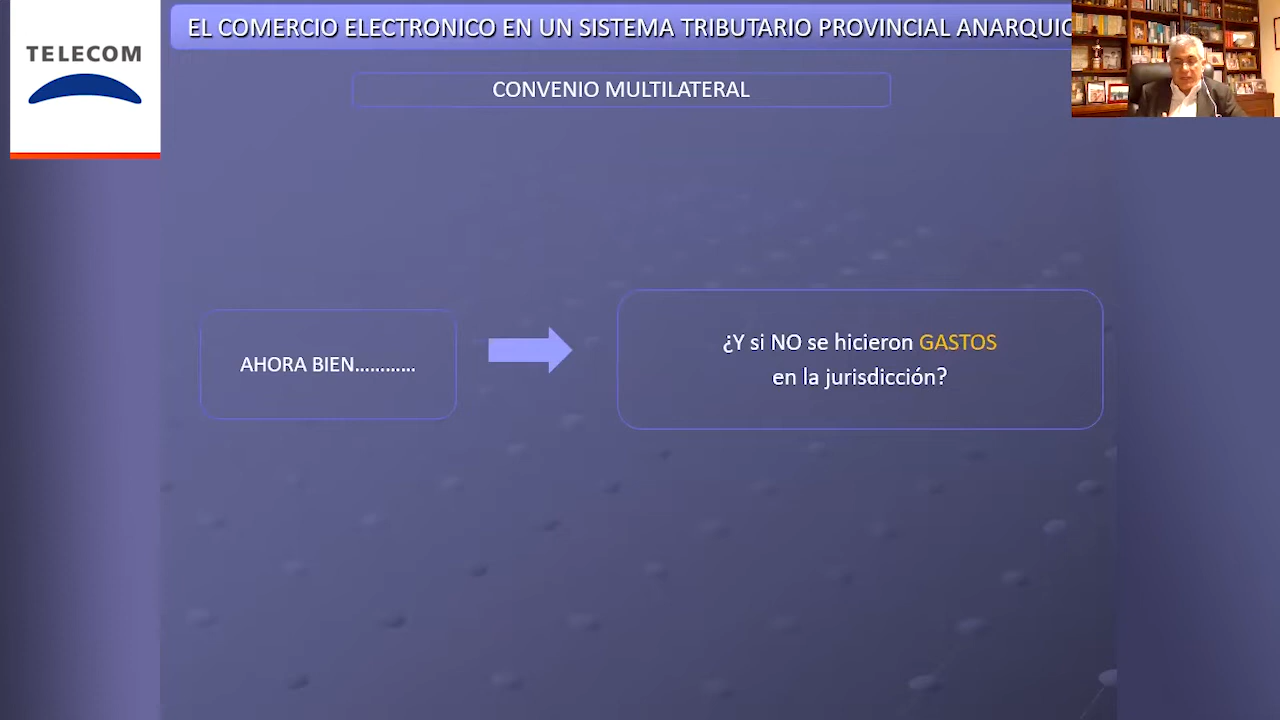 TELECOM
EL COMERCIO ELECTRONICO EN UN SISTEMA TRIBUTARIO PROVINCIAL ANARQUIC
CONVENIO MULTILATERAL
AHORA BIEN............
¿Y si NO se hicieron GASTOS
en la jurisdicción?